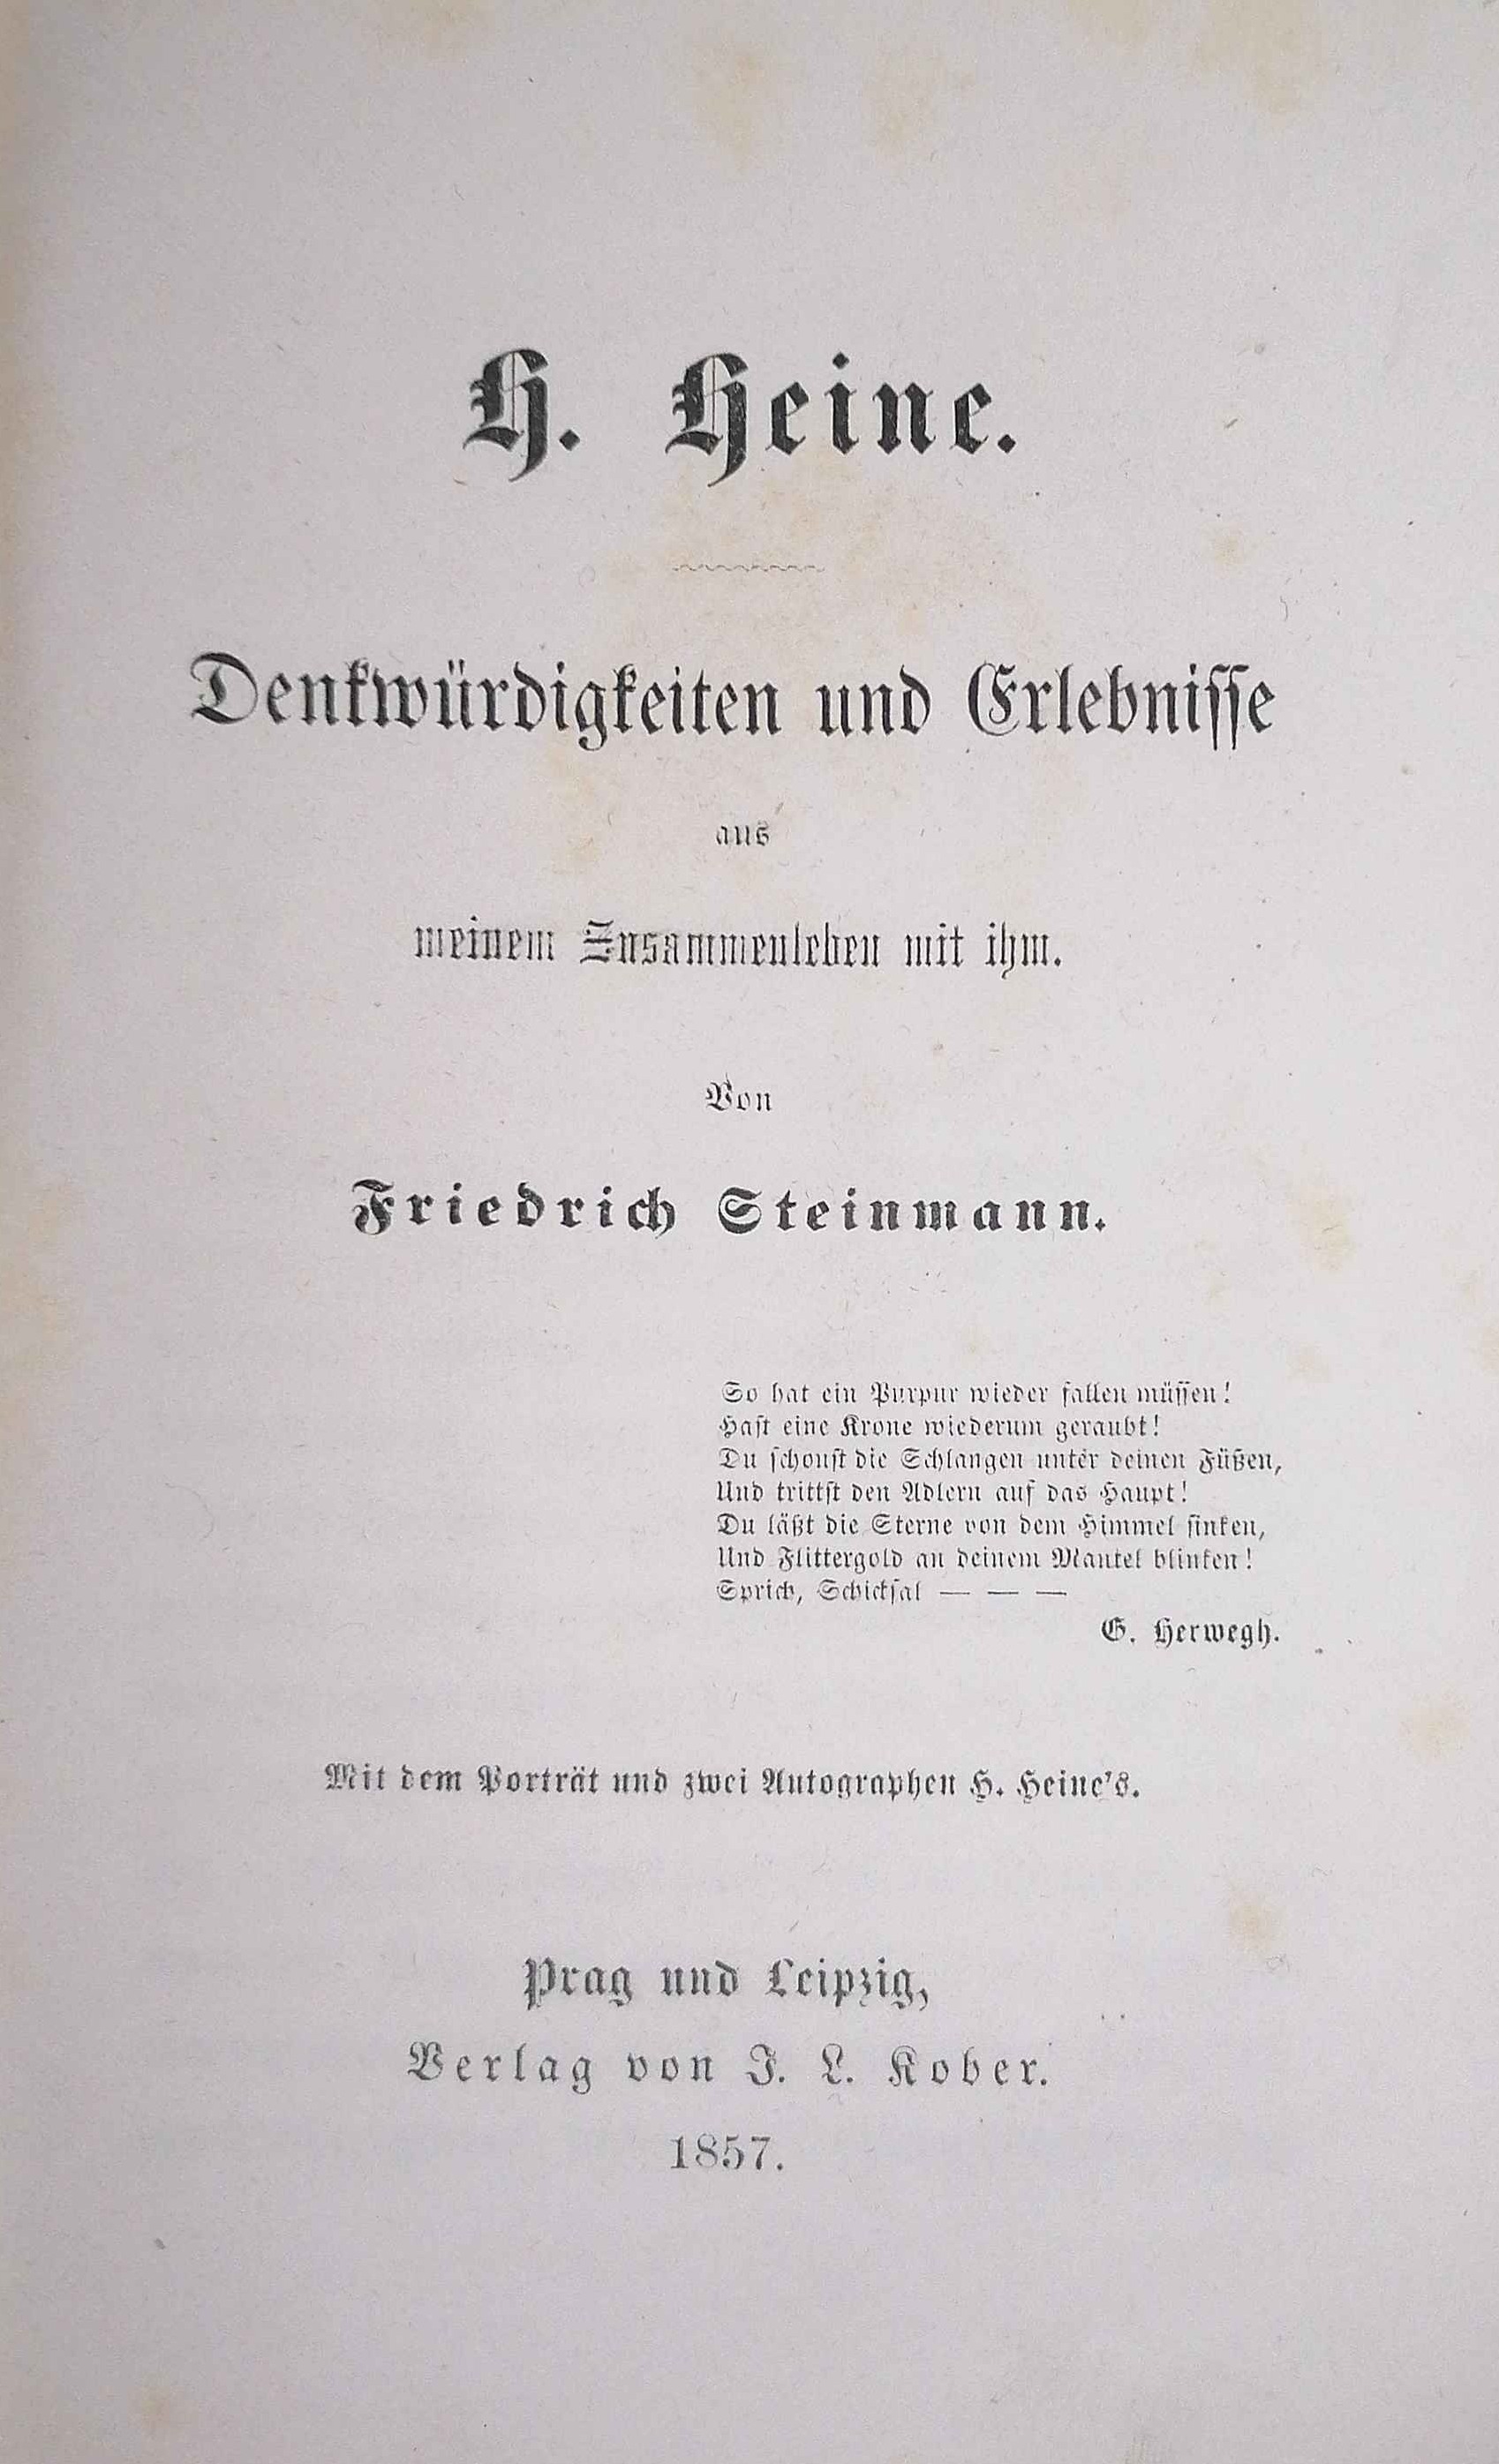 H. Heine.
Denkwürdigkeiten und Erlebnisse
aus
meinem Zusammenleben mit ihm.
Von
Friedrich Steinmann.
So hat ein Purpur wieder fallen müssen!
Hast eine Krone wiederum geraubt!
Du schonst die Schlangen unter deinen Füßen,
Und trittst den Adlern auf das Haupt!
Du läßt die Sterne von dem Himmel sinken,
Und Flittergold an deinem Mantel blinken!
Sprich, Schicksal — — —
G. Herwegh.
Mit dem Porträt und zwei Autographen H. Heine's.
Prag und Leipzig,
Verlag von J. L. Kober.
1857.